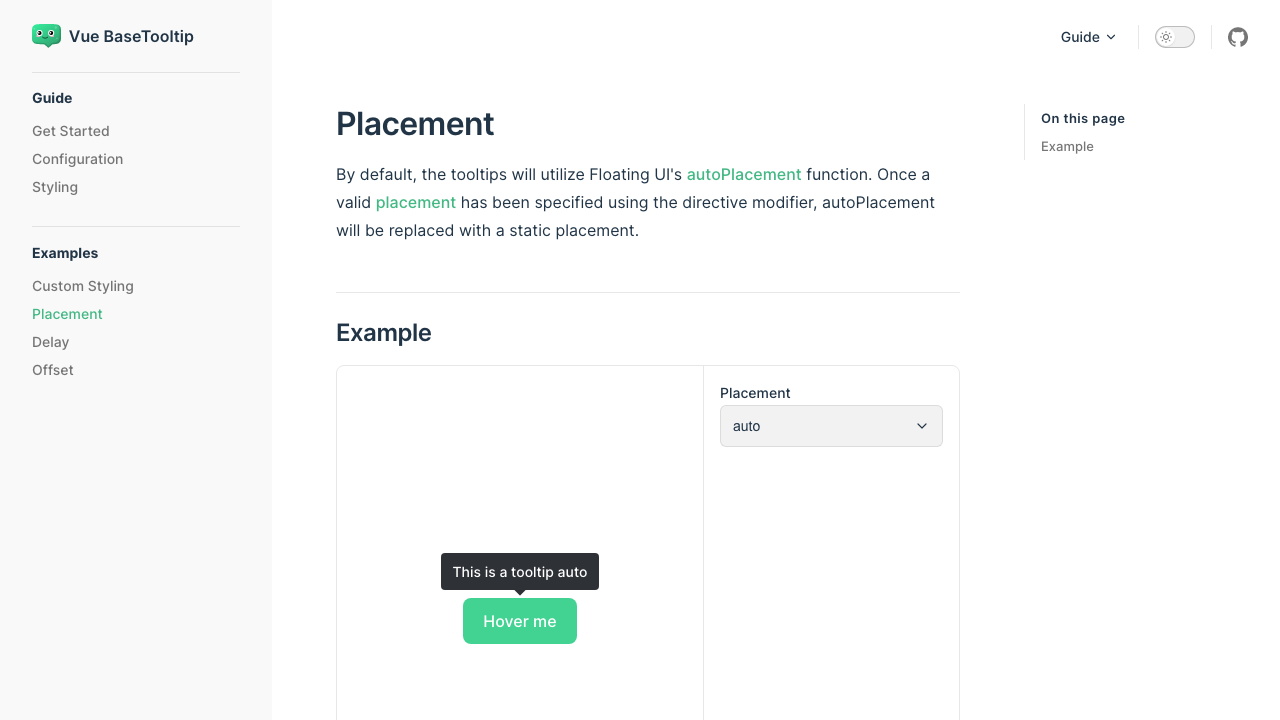 Vue BaseTooltip
Guide
Get Started
Configuration
Styling
Examples
Custom Styling
Placement
Delay
Offset
Guide
Placement
By default, the tooltips will utilize Floating UI's autoPlacement function. Once a
valid placement has been specified using the directive modifier, autoPlacement
will be replaced with a static placement.
Example
This is a tooltip auto
Hover me
Placement
auto
On this page
Example